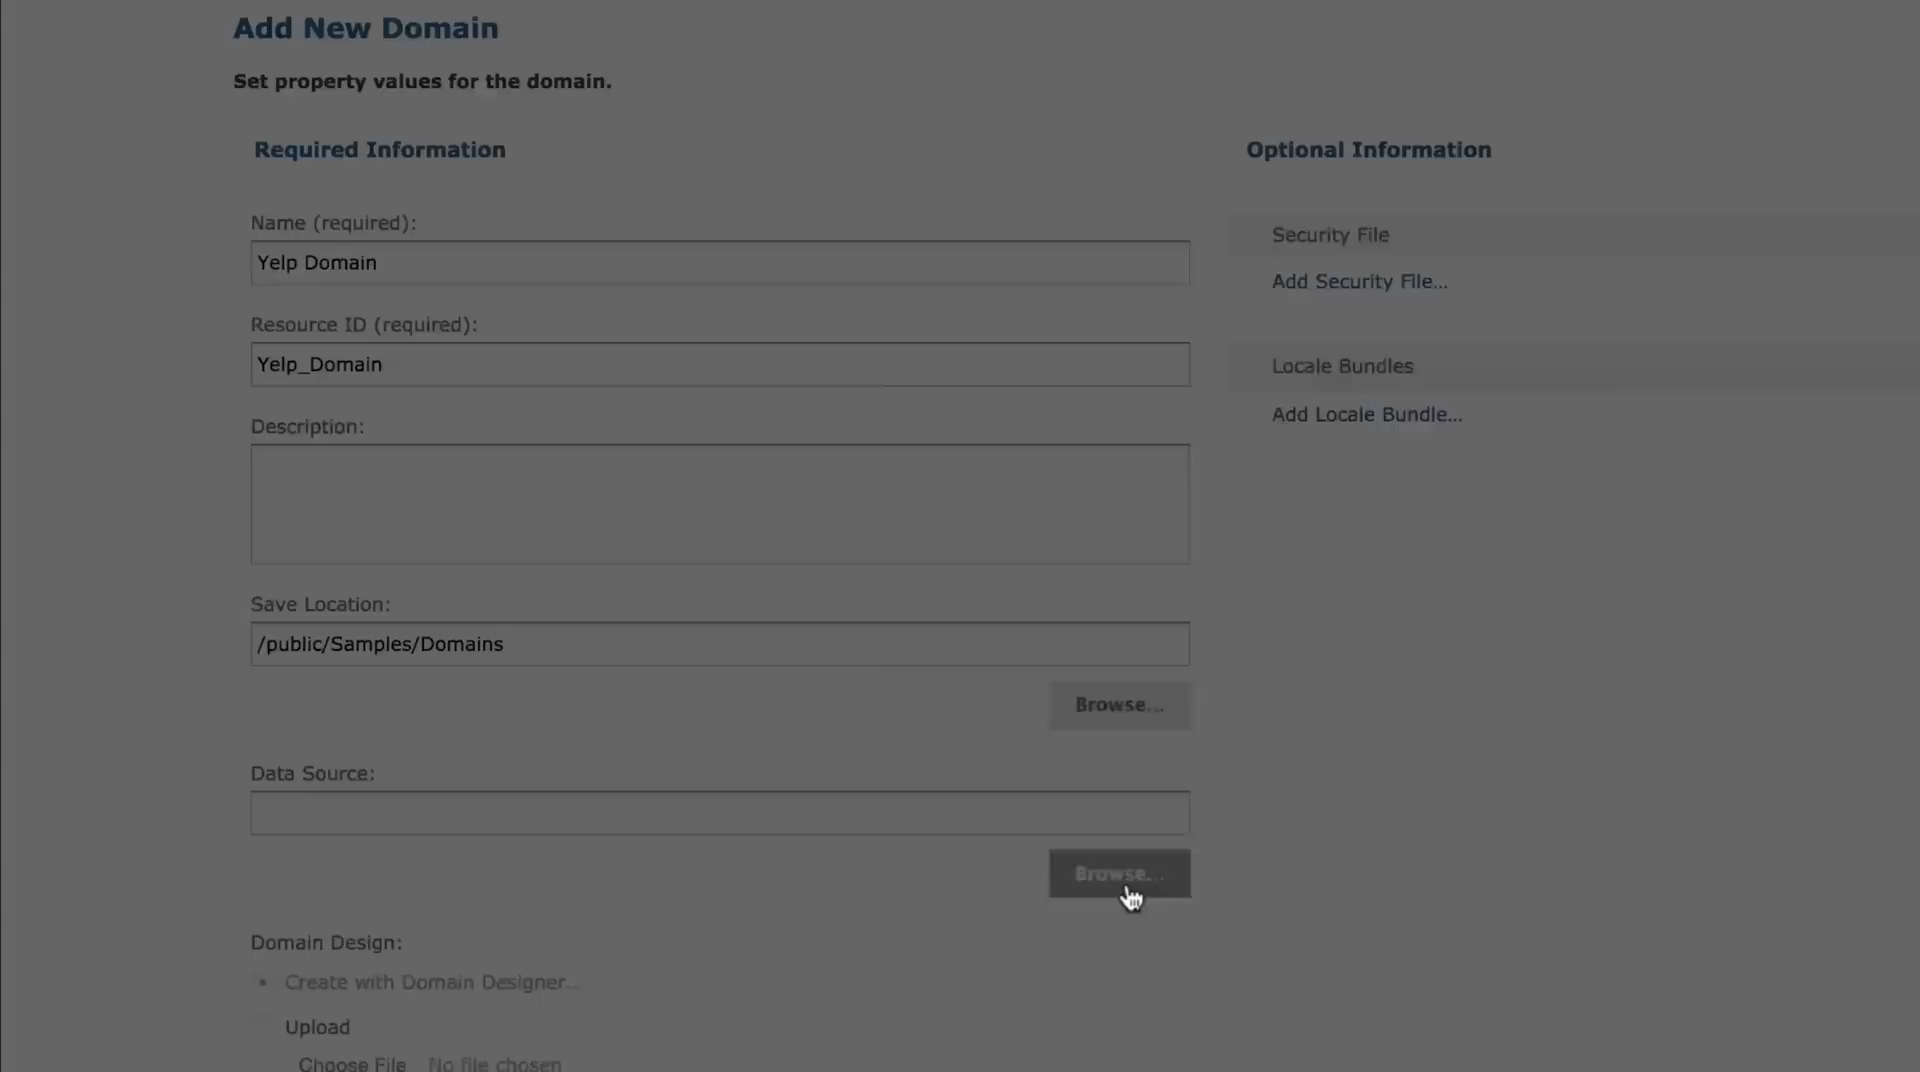 Add New Domain
Set property values for the domain.
Required Information
Name (required):
Yelp Domain
Resource ID (required):
Yelp_Domain
Description:
Save Location:
/public/Samples/Domains
Browse...
Data Source:
Browse...
Domain Design:
Create with Domain Designer...
Upload
Choose File No file chosen
Optional Information
Security File
Add Security File...
Locale Bundles
Add Locale Bundle...